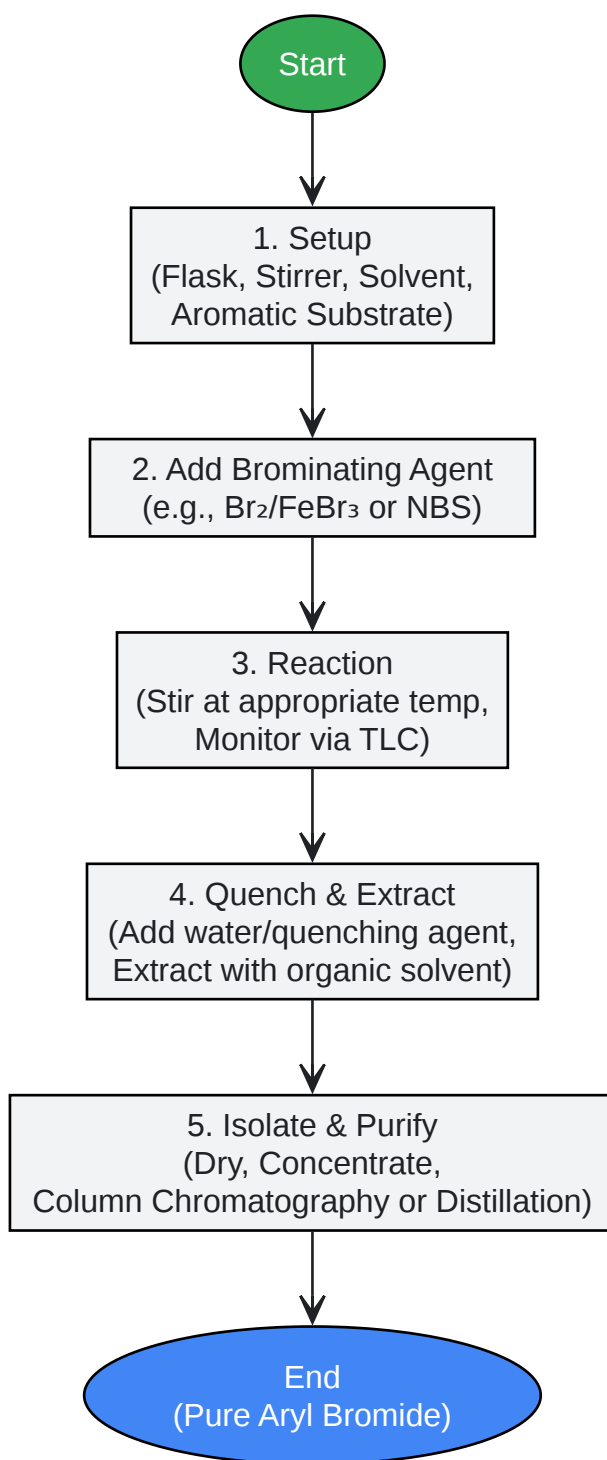 Start
1. Setup
(Flask, Stirrer, Solvent,
Aromatic Substrate)
2. Add Brominating Agent
(e.g., Br₂/FeBr₃ or NBS)
3. Reaction
(Stir at appropriate temp,
Monitor via TLC)
4. Quench & Extract
(Add water/quenching agent,
Extract with organic solvent)
5. Isolate & Purify
(Dry, Concentrate,
Column Chromatography or Distillation)
End
(Pure Aryl Bromide)